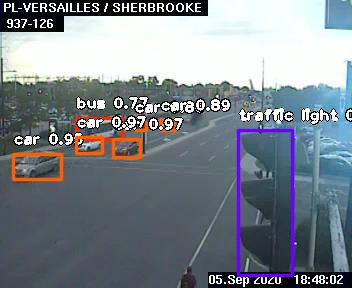 PL-VERSAILLES / SHERBROOKE
937-126
bus 0.77
car 0.89
car 0.97
0.97
traffic light 0
car 0.9
05.Sep 2020 18:48:02